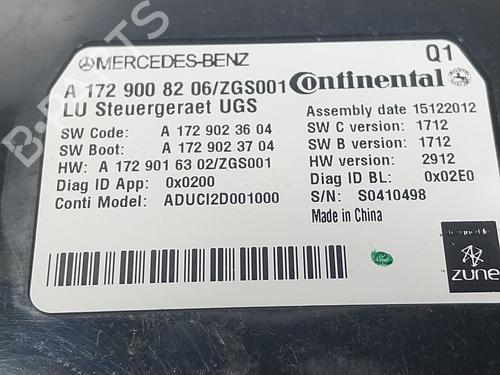 MERCEDES-BENZ
Q1
A 172 900 82 06/ZGS001
Continental
LU Steuergeraet UGS
Assembly date 15122012
SW Code: A 172 902 36 04
SW C version: 1712
SW Boot: A 172 902 37 04
SW B version: 1712
HW: A 172 901 63 02/ZGS001
HW version: 2912
Diag ID App: 0x0200
Diag ID BL: 0x02E0
Conti Model: ADUCI2D001000
S/N: S0410498
Made in China
zune